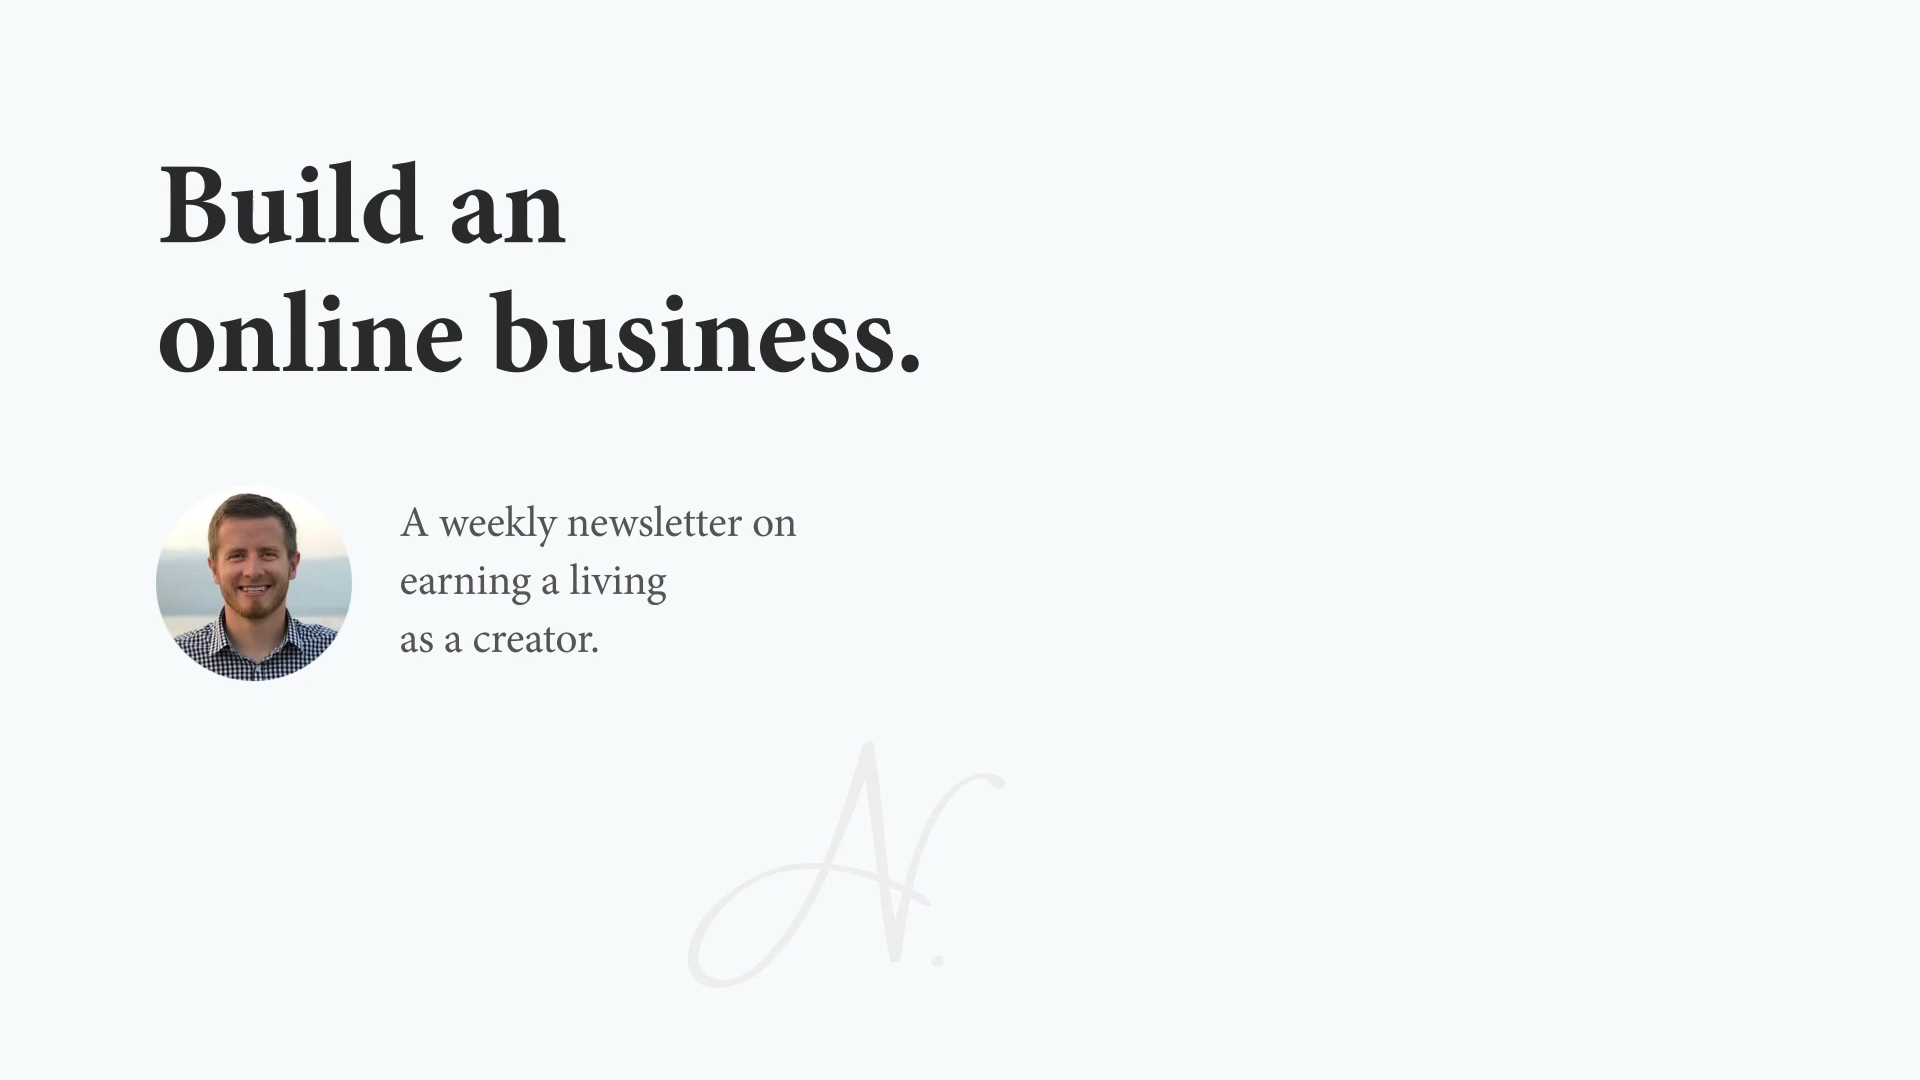 Build an
online business.
A weekly newsletter on
earning a living
as a creator.
N.